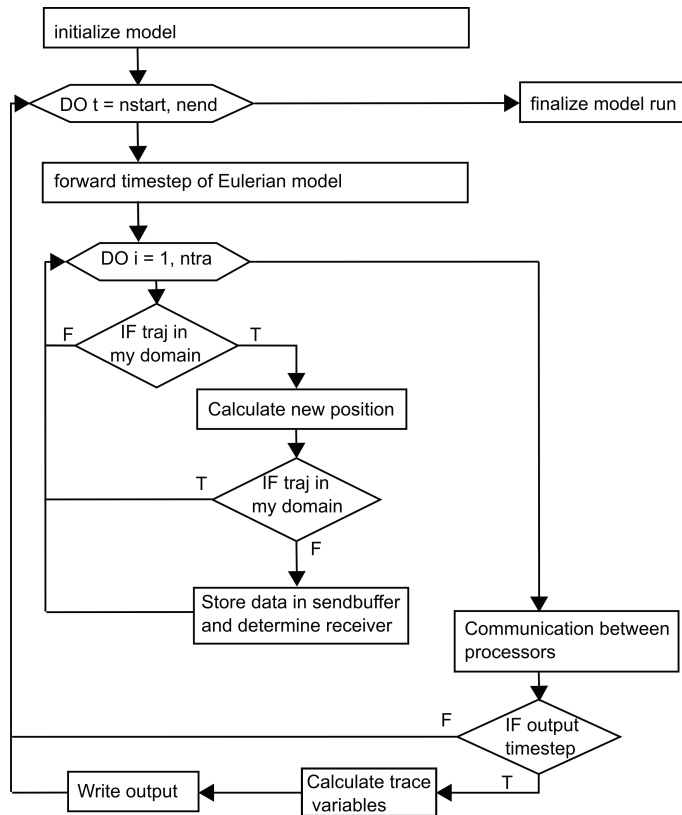 initialize model
DO t = nstart, nend
finalize model run
forward timestep of Eulerian model
DO i = 1, ntra
F
IF traj in
my domain
T
Calculate new position
T
IF traj in
my domain
F
Store data in sendbuffer
and determine receiver
Communication between
processors
F
IF output
timestep
T
Write output
Calculate trace
variables